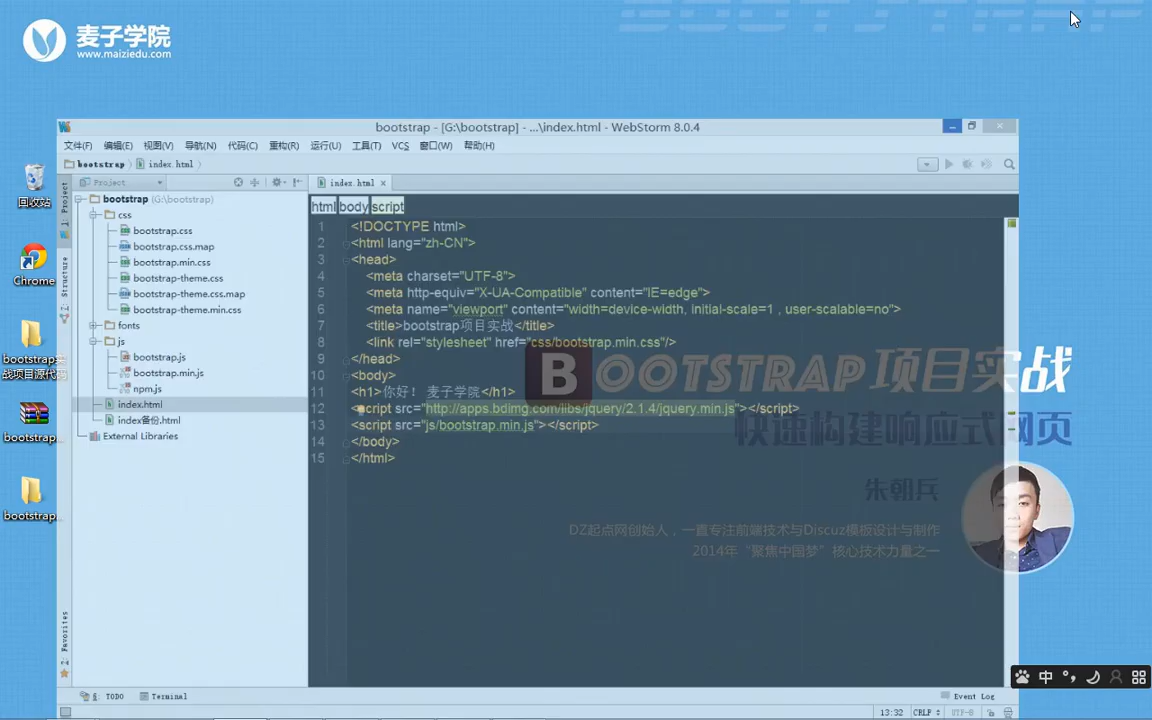 麦子学院
www.maiziedu.com
BOOTSTRAP
bootstrap - [G:\bootstrap] - ...\index.html - WebStorm 8.0.4
文件(F) 编辑(E) 视图(V) 导航(N) 代码(C) 重构(R) 运行(U) 工具(T) VCS 窗口(W) 帮助(H)
bootstrap index.html
Project
index.html
html body script
回收站
Chrome
bootstrap实
战项目源代码
bootstrap...
bootstrap...
1: Project
7: Structure
2: Favorites
bootstrap (G:\bootstrap)
css
bootstrap.css
bootstrap.css.map
bootstrap.min.css
bootstrap-theme.css
bootstrap-theme.css.map
bootstrap-theme.min.css
fonts
js
bootstrap.js
bootstrap.min.js
npm.js
index.html
index备份.html
External Libraries
1 <!DOCTYPE html>
2 <html lang="zh-CN">
3 <head>
4 <meta charset="UTF-8">
5 <meta http-equiv="X-UA-Compatible" content="IE=edge">
6 <meta name="viewport" content="width=device-width, initial-scale=1 , user-scalable=no">
7 <title>bootstrap项目实战</title>
8 <link rel="stylesheet" href="css/bootstrap.min.css"/>
9 </head>
10 <body>
11 <h1>你好！ 麦子学院</h1>
12 <script src="http://apps.bdimg.com/libs/jquery/2.1.4/jquery.min.js"></script>
13 <script src="js/bootstrap.min.js"></script>
14 </body>
15 </html>
BOOTSTRAP项目实战
快速构建响应式网页
朱朝兵
DZ起点网创始人，一直专注前端技术与Discuz模板设计与制作
2014年“聚焦中国梦”核心技术力量之一
中
6: TODO Terminal Event Log
13:32 CRLF UTF-8